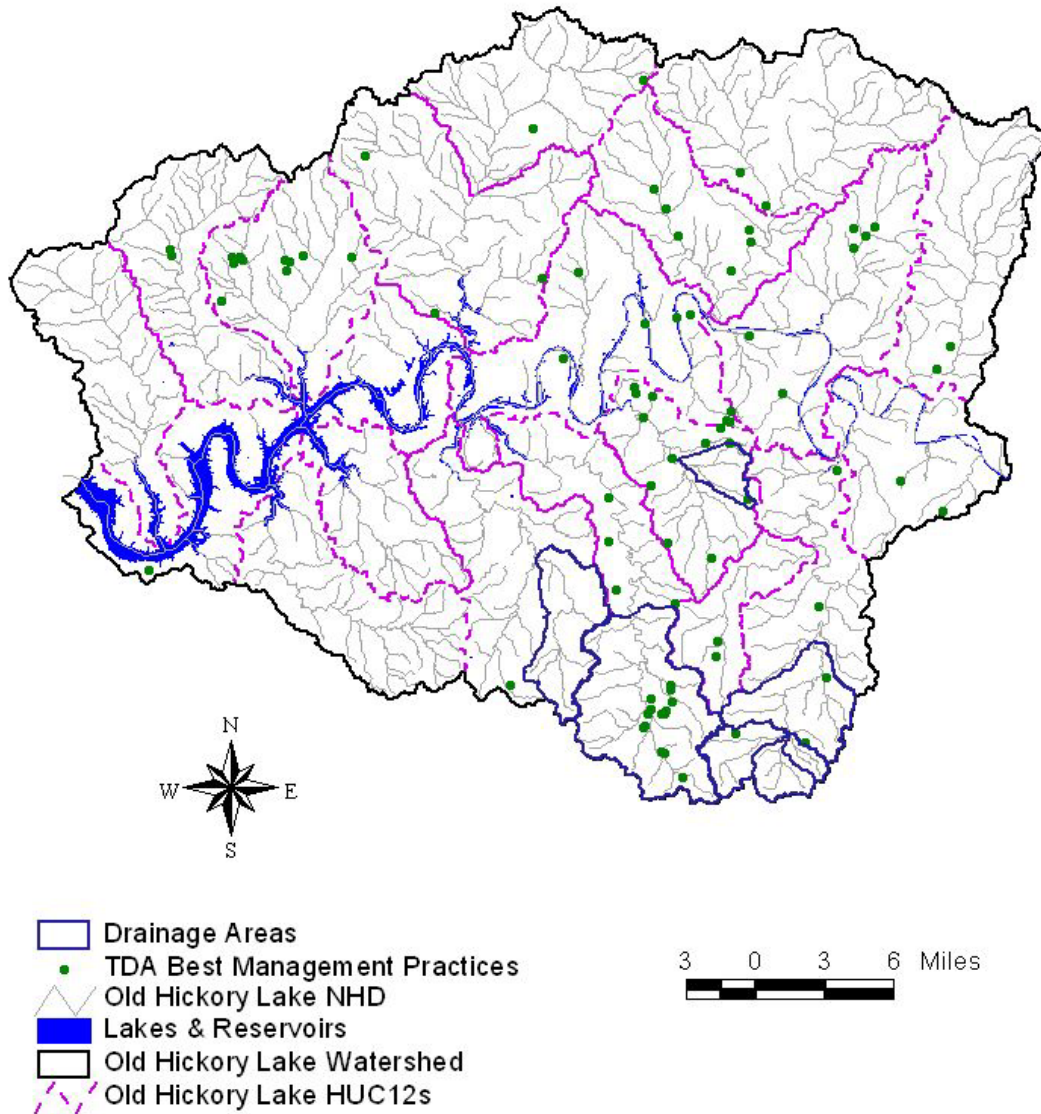 N
W E
S
Drainage Areas
TDA Best Management Practices
Old Hickory Lake NHD
Lakes & Reservoirs
Old Hickory Lake Watershed
Old Hickory Lake HUC12s
3 0 3 6 Miles